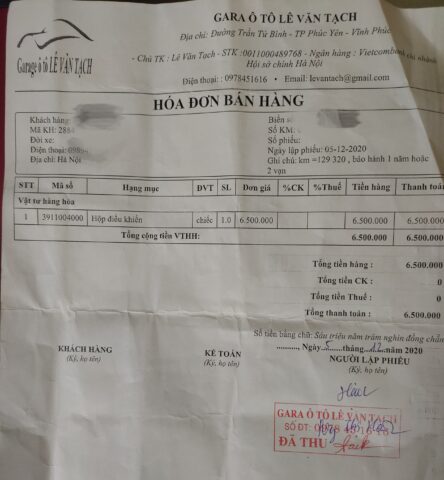 GARA Ô TÔ LÊ VĂN TẠCH
Địa chỉ: Đường Trần Tử Bình - TP Phúc Yên - Vĩnh Phúc
- Chủ TK : Lê Văn Tạch - STK :0011000489768 - Ngân hàng : Vietcombank chi nhánh
Hội sở chính Hà Nội
Garage ô tô LÊ VĂN TẠCH
Điện thoại: : 0978451616 • Email: levantach@gmail.com
HÓA ĐƠN BÁN HÀNG
Khách hàng:
Mã KH: 288
Đời xe:
Điện thoại:
Địa chỉ: Hà Nội
Biển
Số KM:
Số phiếu:
Ngày lập phiếu: 05-12-2020
Ghi chú: km =129 320 , bảo hành 1 năm hoặc
2 vạn
STT Mã số Hạng mục ĐVT SL Đơn giá %CK %Thuế Tiền hàng Thanh toán
Vật tư hàng hóa
1 3911004000 Hộp điều khiển chiếc 1.0 6.500.000 6.500.000 6.500.000
Tổng cộng tiền VTHH: 6.500.000 6.500.000
Tổng tiền hàng : 6.500.000
Tổng tiền CK : 0
Tổng tiền Thuế : 0
Tổng thanh toán : 6.500.000
Số tiền bằng chữ: Sáu triệu năm trăm nghìn đồng chẵn
............, Ngày 5 tháng 12 năm 2020
KHÁCH HÀNG
(Ký, họ tên)
KẾ TOÁN
(Ký, họ tên)
NGƯỜI LẬP PHIẾU
(Ký, họ tên)
GARA Ô TÔ LÊ VĂN TẠCH
SỐ ĐT: 0978 45 16 16
ĐÃ THU